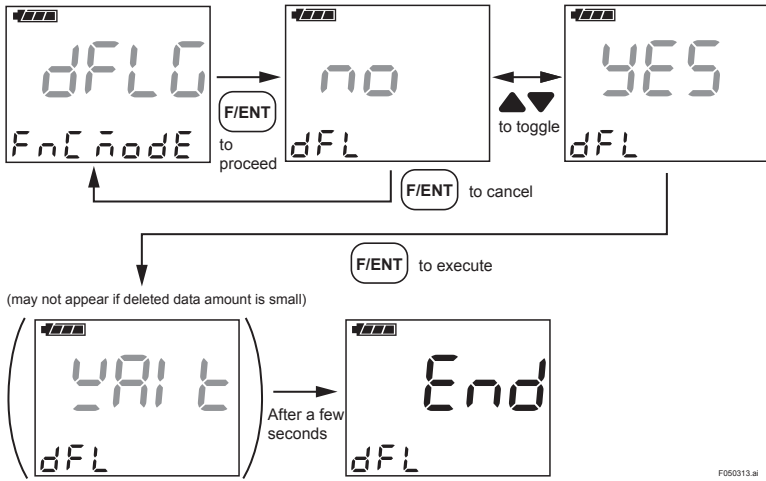 dFLG
FnC modE
F/ENT
to
proceed
no
dFL
to toggle
YES
dFL
F/ENT to cancel
F/ENT to execute
(may not appear if deleted data amount is small)
WAIt
dFL
After a few
seconds
End
dFL
F050313.ai